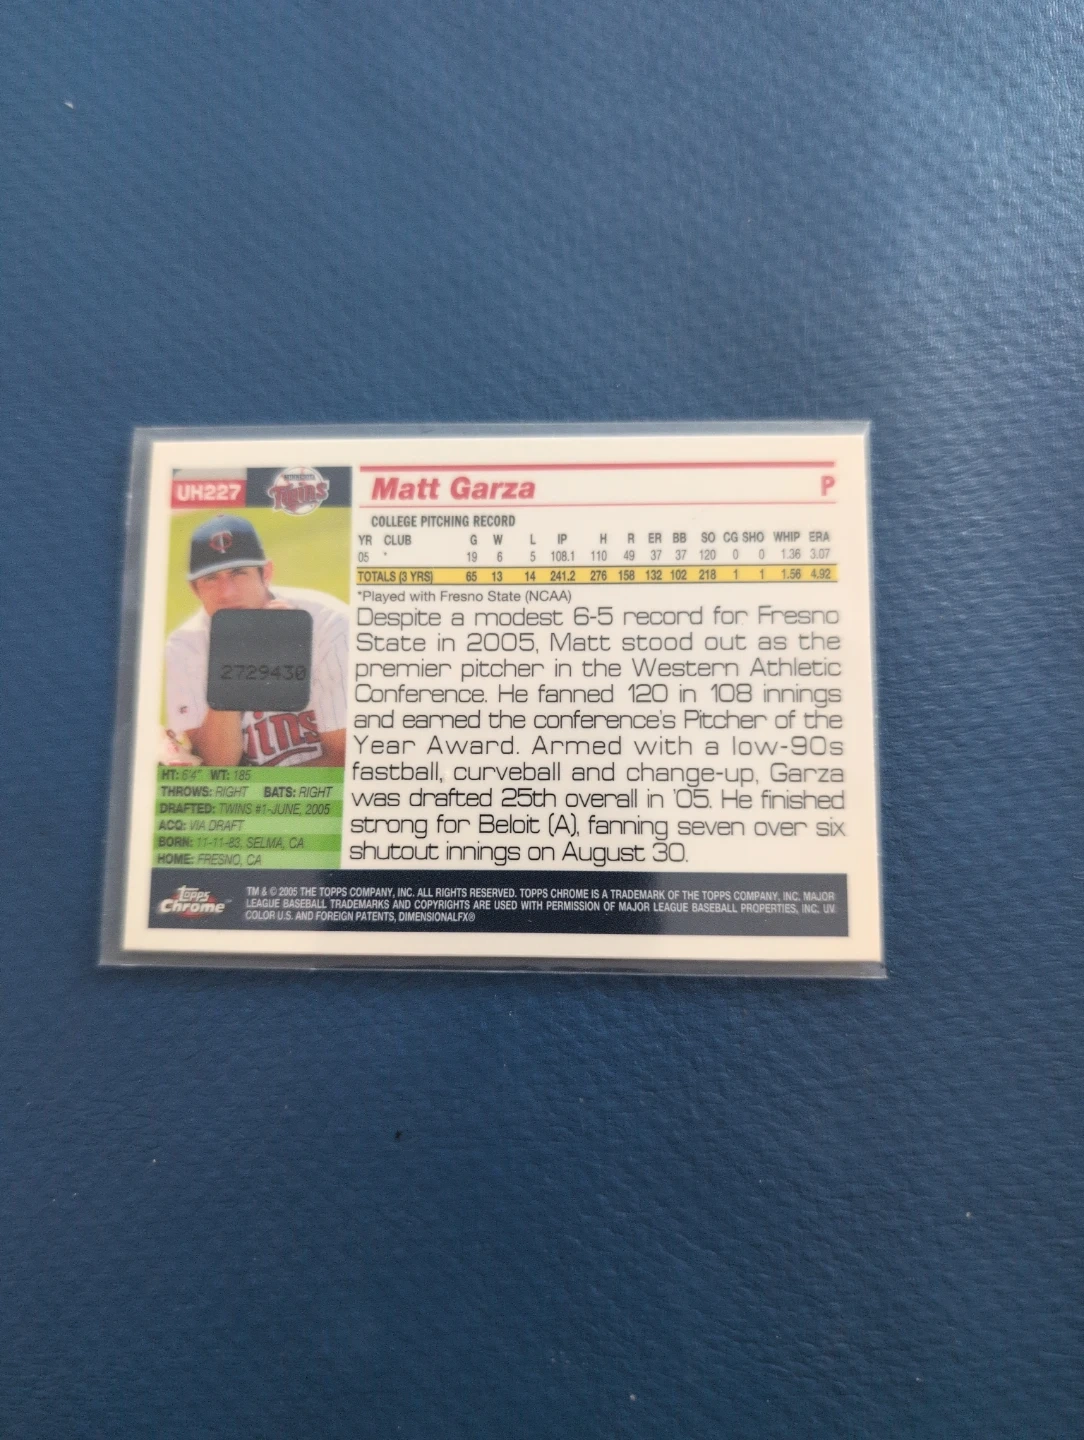 UH227
MINNESOTA
Twins
Matt Garza
P
COLLEGE PITCHING RECORD
YR CLUB G W L IP H R ER BB SO CG SHO WHIP ERA
05 * 19 6 5 108.1 110 49 37 37 120 0 0 1.36 3.07
TOTALS (3 YRS) 65 13 14 241.2 276 158 132 102 218 1 1 1.56 4.92
*Played with Fresno State (NCAA)
Despite a modest 6-5 record for Fresno
State in 2005, Matt stood out as the
premier pitcher in the Western Athletic
Conference. He fanned 120 in 108 innings
and earned the conference's Pitcher of the
Year Award. Armed with a low-90s
fastball, curveball and change-up, Garza
was drafted 25th overall in '05. He finished
strong for Beloit (A), fanning seven over six
shutout innings on August 30.
2729430
HT: 6'4" WT: 185
THROWS: RIGHT BATS: RIGHT
DRAFTED: TWINS #1-JUNE, 2005
ACQ: VIA DRAFT
BORN: 11-11-83, SELMA, CA
HOME: FRESNO, CA
TOPPS
Chrome™
TM & © 2005 THE TOPPS COMPANY, INC. ALL RIGHTS RESERVED. TOPPS CHROME IS A TRADEMARK OF THE TOPPS COMPANY, INC. MAJOR
LEAGUE BASEBALL TRADEMARKS AND COPYRIGHTS ARE USED WITH PERMISSION OF MAJOR LEAGUE BASEBALL PROPERTIES, INC. UV
COLOR U.S. AND FOREIGN PATENTS, DIMENSIONALFX®